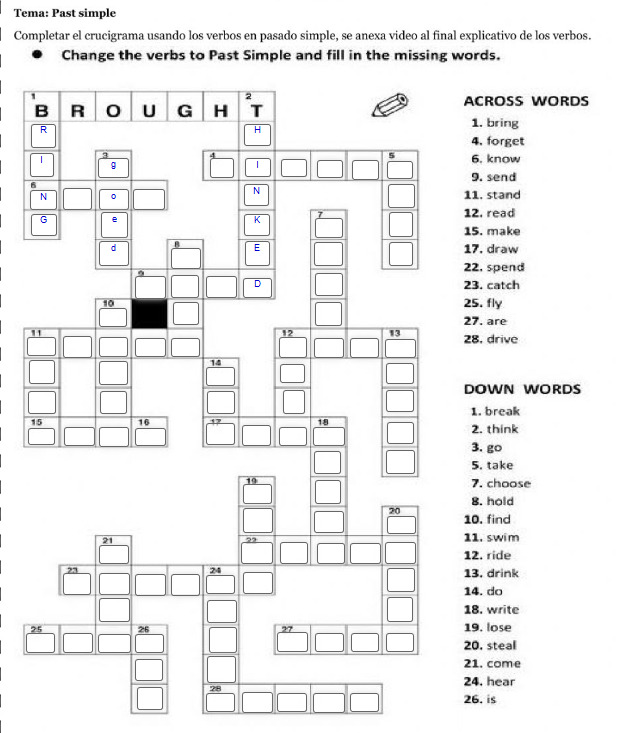 Tema: Past simple
Completar el crucigrama usando los verbos en pasado simple, se anexa video al final explicativo de los verbos.
● Change the verbs to Past Simple and fill in the missing words.
1 2
B R O U G H T
R H
3 4 5
I g I
6
N o N
7
G e K
8
d E
9
D
10
11 12 13
14
15 16 17 18
19
20
21 22
23 24
25 26 27
28
ACROSS WORDS
1. bring
4. forget
6. know
9. send
11. stand
12. read
15. make
17. draw
22. spend
23. catch
25. fly
27. are
28. drive
DOWN WORDS
1. break
2. think
3. go
5. take
7. choose
8. hold
10. find
11. swim
12. ride
13. drink
14. do
18. write
19. lose
20. steal
21. come
24. hear
26. is